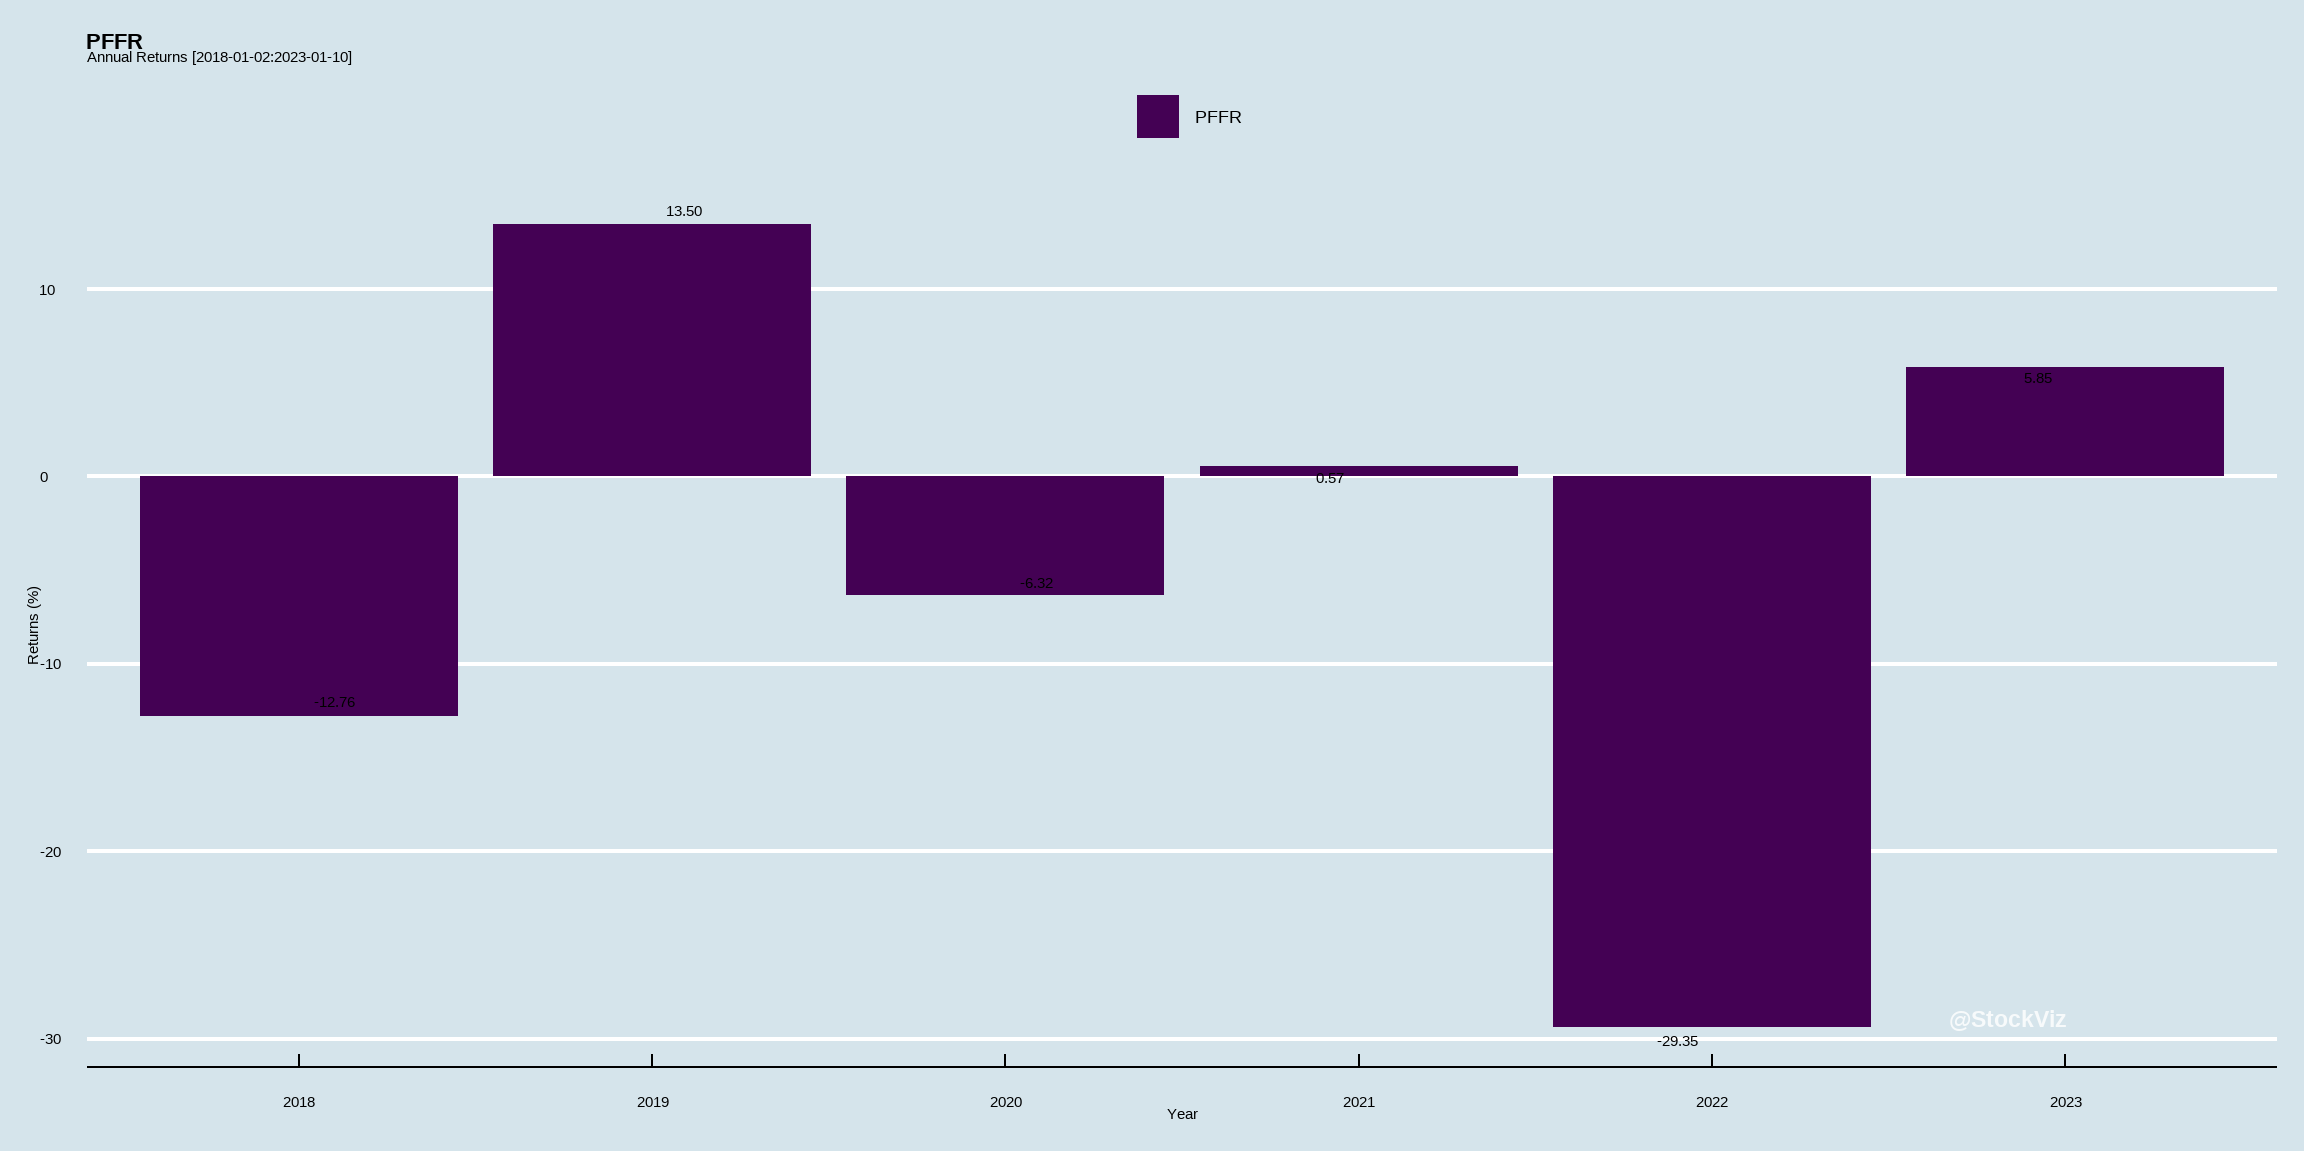 PFFR
Annual Returns [2018-01-02:2023-01-10]
PFFR
13.50
10
5.85
0
0.57
-6.32
Returns (%)
-10
-12.76
-20
@StockViz
-30
-29.35
2018 2019 2020 2021 2022 2023
Year